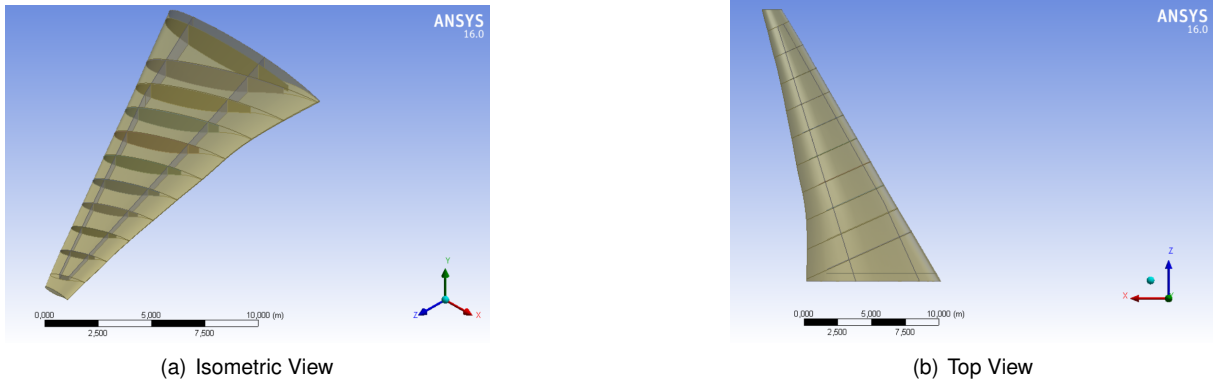 ANSYS
16.0
Y
Z
X
0,000
5,000
10,000 (m)
2,500
7,500
(a) Isometric View
ANSYS
16.0
Z
X
Y
0,000
5,000
10,000 (m)
2,500
7,500
(b) Top View